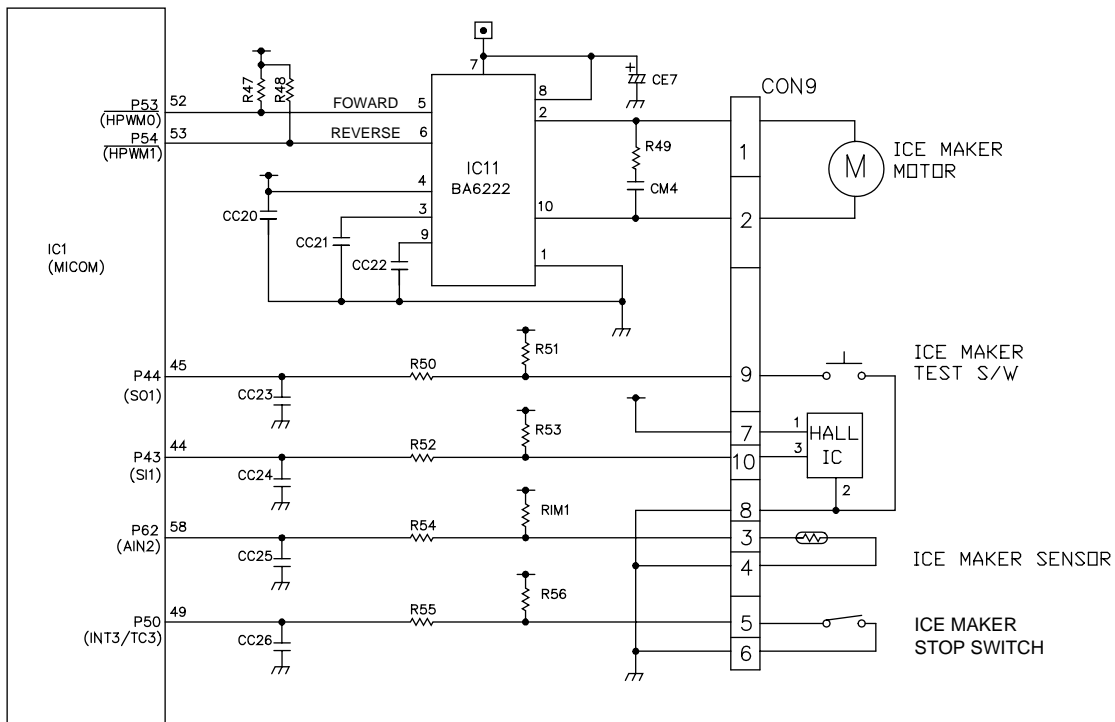 IC1
(MICOM)
P53
(HPWM0)
52
P54
(HPWM1)
53
R47
R48
FOWARD
REVERSE
5
6
4
3
9
7
8
2
10
1
IC11
BA6222
CC20
CC21
CC22
+
CE7
R49
CM4
CON9
1
2
M
ICE MAKER
MOTOR
P44
(SO1)
45
CC23
R50
R51
9
ICE MAKER
TEST S/W
P43
(SI1)
44
CC24
R52
R53
7
10
1
3
HALL
IC
2
8
P62
(AIN2)
58
CC25
R54
RIM1
3
4
ICE MAKER SENSOR
P50
(INT3/TC3)
49
CC26
R55
R56
5
6
ICE MAKER
STOP SWITCH